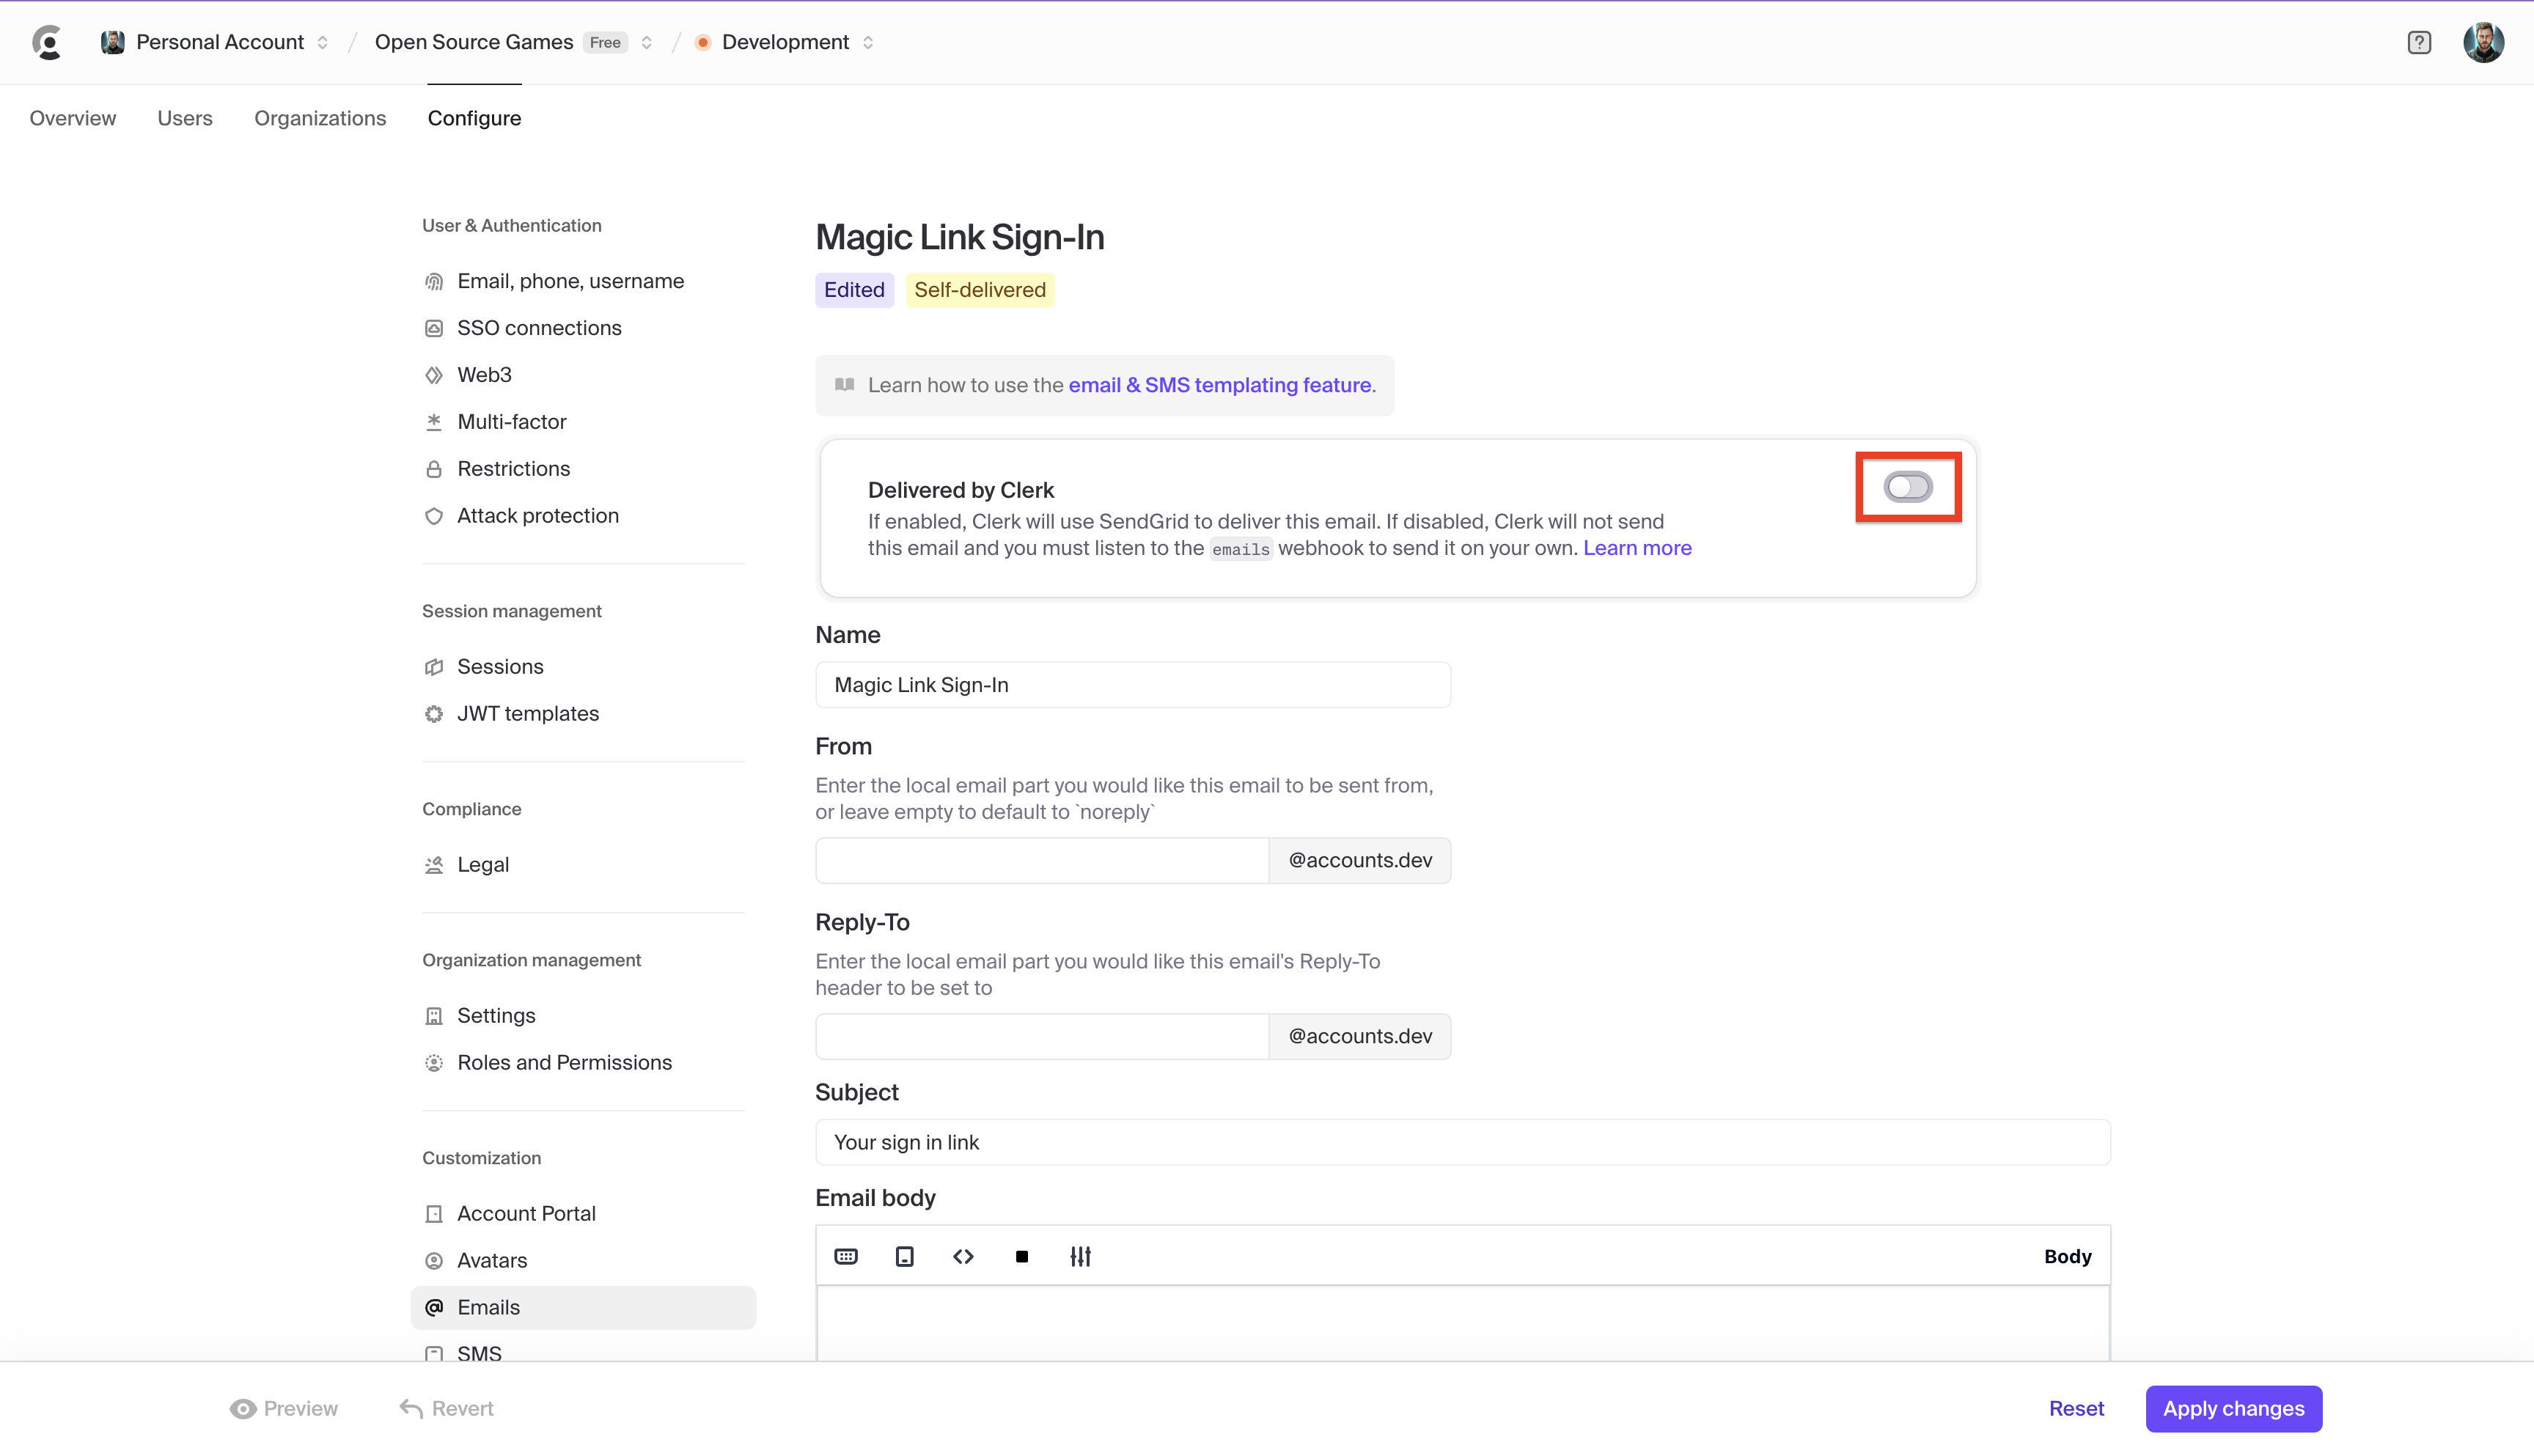 Personal Account / Open Source Games Free / Development
Overview Users Organizations Configure
User & Authentication
Email, phone, username
SSO connections
Web3
Multi-factor
Restrictions
Attack protection
Session management
Sessions
JWT templates
Compliance
Legal
Organization management
Settings
Roles and Permissions
Customization
Account Portal
Avatars
Emails
SMS
Magic Link Sign-In
Edited Self-delivered
Learn how to use the email & SMS templating feature.
Delivered by Clerk
If enabled, Clerk will use SendGrid to deliver this email. If disabled, Clerk will not send
this email and you must listen to the emails webhook to send it on your own. Learn more
Name
Magic Link Sign-In
From
Enter the local email part you would like this email to be sent from,
or leave empty to default to `noreply`
@accounts.dev
Reply-To
Enter the local email part you would like this email's Reply-To
header to be set to
@accounts.dev
Subject
Your sign in link
Email body
Body
Preview Revert Reset Apply changes